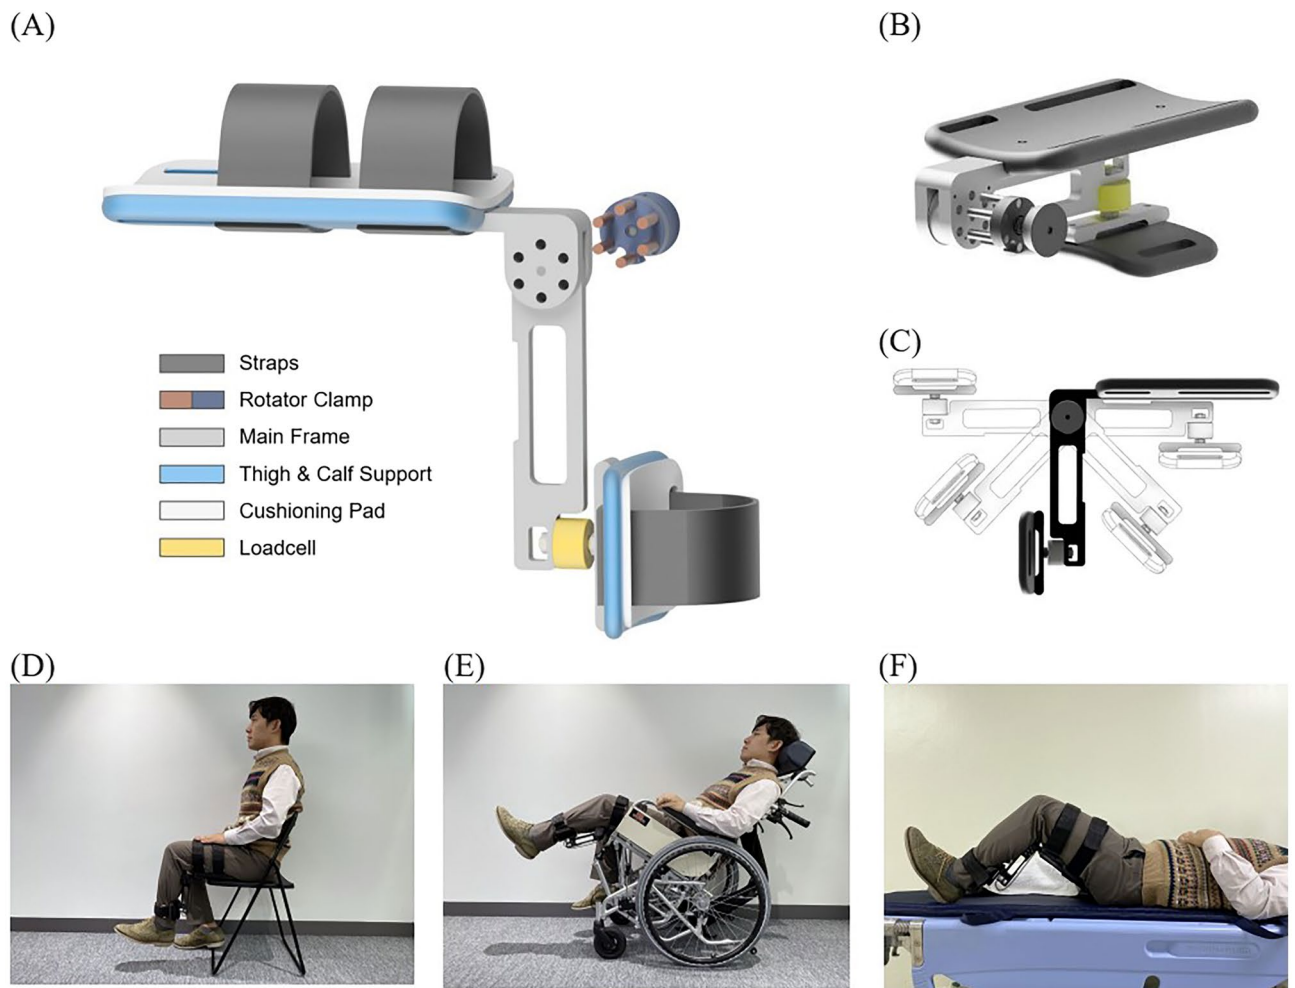 (A)
(B)
Straps
Rotator Clamp
Main Frame
Thigh & Calf Support
Cushioning Pad
Loadcell
(C)
(D)
(E)
(F)